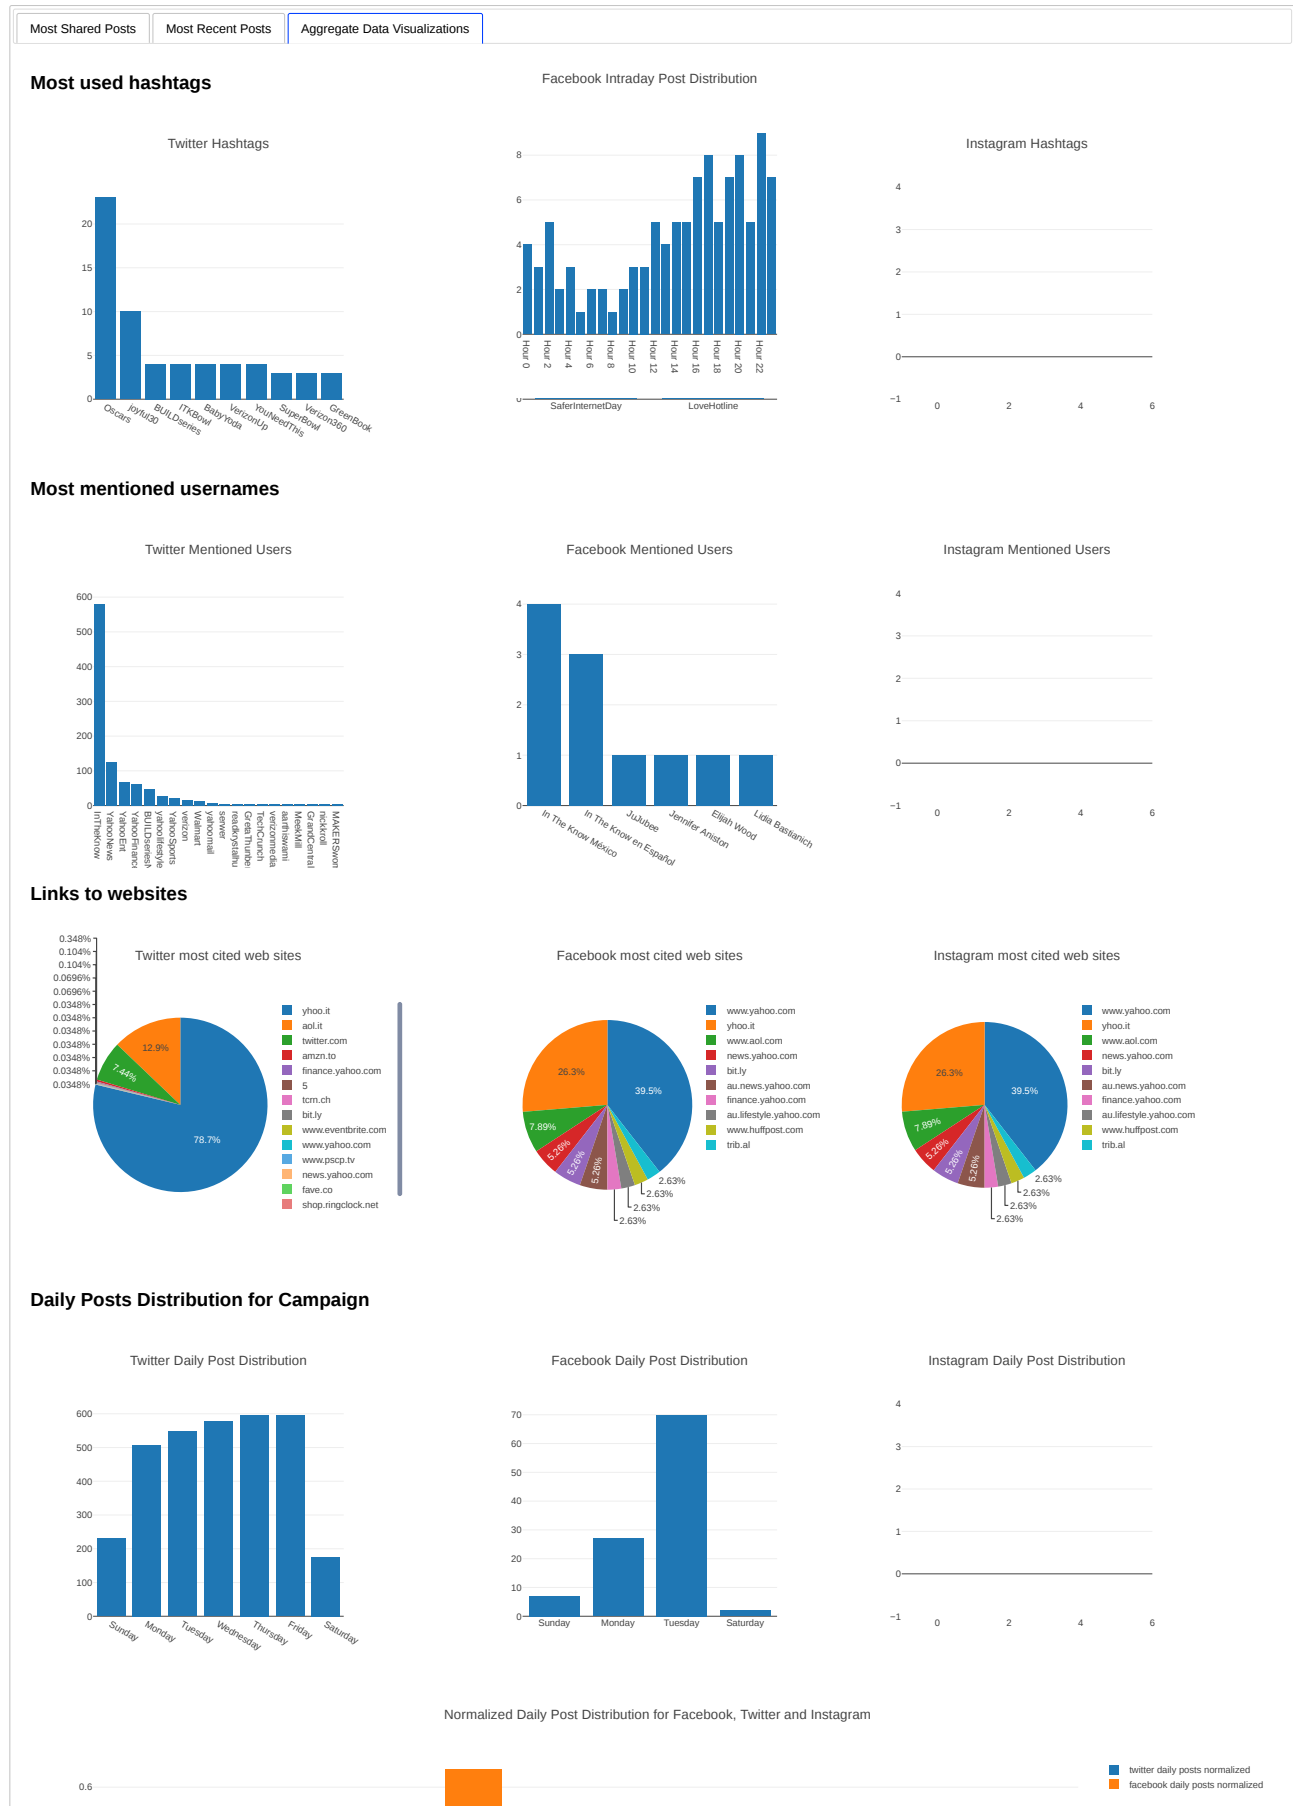 Most Shared Posts
Most Recent Posts
Aggregate Data Visualizations
Most used hashtags
Twitter Hashtags
20
15
10
5
0
Oscars
joyful30
BUILDseries
ITKBowl
BabyYoda
VerizonUp
YouNeedThis
SuperBowl
Verizon360
GreenBook
Facebook Intraday Post Distribution
8
6
4
2
0
Hour 0
Hour 2
Hour 4
Hour 6
Hour 8
Hour 10
Hour 12
Hour 14
Hour 16
Hour 18
Hour 20
Hour 22
SaferInternetDay
LoveHotline
Instagram Hashtags
4
3
2
1
0
−1
0
2
4
6
Most mentioned usernames
Twitter Mentioned Users
600
500
400
300
200
100
0
InTheKnow
YahooNews
YahooEnt
YahooFinanc
BUILDseries
yahoolifestyle
YahooSports
verizon
Walmart
yahoomail
serwer
readkrystalhu
GretaThunbe
TechCrunch
verizonmedia
aarthiswami
MeekMill
GrandCentral
nickkroll
MAKERSwon
Facebook Mentioned Users
4
3
2
1
0
In The Know México
In The Know en Español
JuJubee
Jennifer Aniston
Elijah Wood
Lidia Bastianich
Instagram Mentioned Users
4
3
2
1
0
−1
0
2
4
6
Links to websites
Twitter most cited web sites
0.348%
0.104%
0.104%
0.0696%
0.0696%
0.0348%
0.0348%
0.0348%
0.0348%
0.0348%
0.0348%
0.0348%
12.9%
7.44%
78.7%
yhoo.it
aol.it
twitter.com
amzn.to
finance.yahoo.com
5
tcrn.ch
bit.ly
www.eventbrite.com
www.yahoo.com
www.pscp.tv
news.yahoo.com
fave.co
shop.ringclock.net
Facebook most cited web sites
26.3%
39.5%
7.89%
5.26%
5.26%
5.26%
2.63%
2.63%
2.63%
2.63%
www.yahoo.com
yhoo.it
www.aol.com
news.yahoo.com
bit.ly
au.news.yahoo.com
finance.yahoo.com
au.lifestyle.yahoo.com
www.huffpost.com
trib.al
Instagram most cited web sites
26.3%
39.5%
7.89%
5.26%
5.26%
5.26%
2.63%
2.63%
2.63%
2.63%
www.yahoo.com
yhoo.it
www.aol.com
news.yahoo.com
bit.ly
au.news.yahoo.com
finance.yahoo.com
au.lifestyle.yahoo.com
www.huffpost.com
trib.al
Daily Posts Distribution for Campaign
Twitter Daily Post Distribution
600
500
400
300
200
100
0
Sunday
Monday
Tuesday
Wednesday
Thursday
Friday
Saturday
Facebook Daily Post Distribution
70
60
50
40
30
20
10
0
Sunday
Monday
Tuesday
Saturday
Instagram Daily Post Distribution
4
3
2
1
0
−1
0
2
4
6
Normalized Daily Post Distribution for Facebook, Twitter and Instagram
0.6
twitter daily posts normalized
facebook daily posts normalized